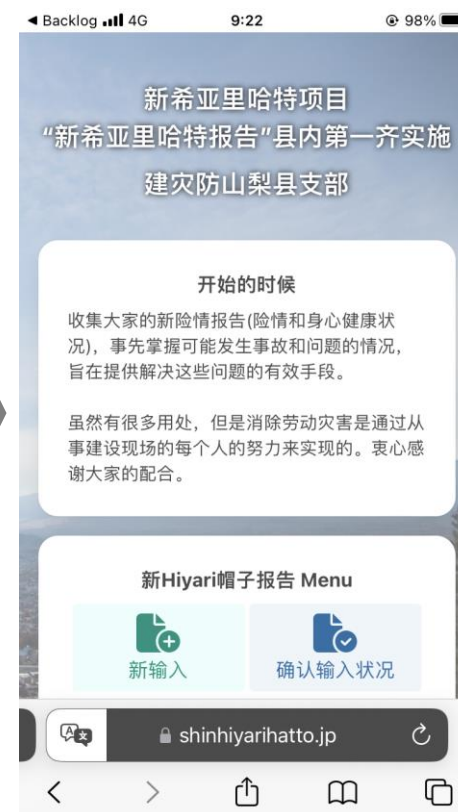 ◀ Backlog 4G 9:22 98%
新希亚里哈特项目
“新希亚里哈特报告”县内第一齐实施
建灾防山梨县支部
开始的时候
收集大家的新险情报告(险情和身心健康状
况)，事先掌握可能发生事故和问题的情况，
旨在提供解决这些问题的有效手段。
虽然有很多用处，但是消除劳动灾害是通过从
事建设现场的每个人的努力来实现的。衷心感
谢大家的配合。
新Hiyari帽子报告 Menu
新输入 确认输入状况
shinhiyarihatto.jp